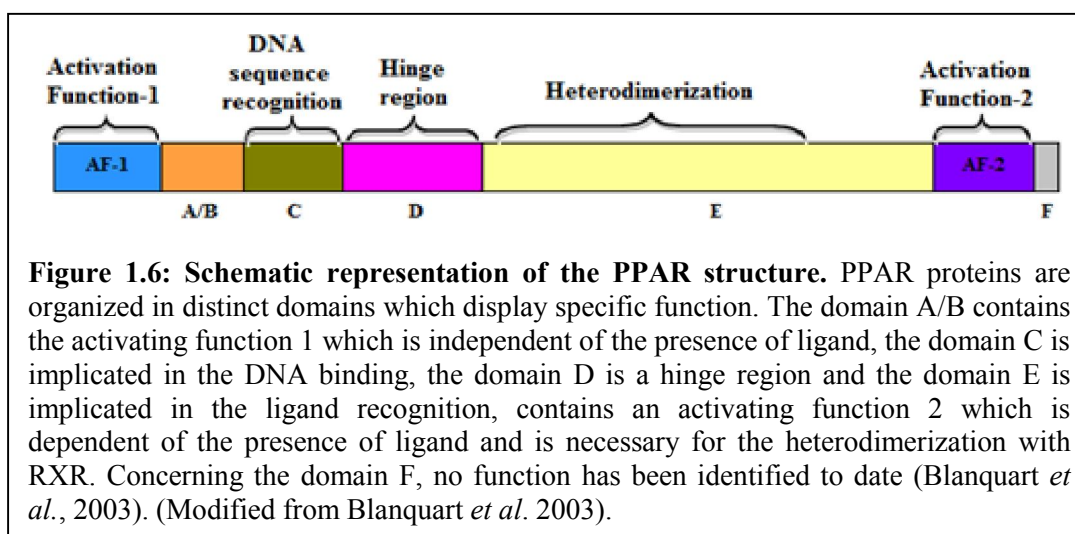 DNA
Activation sequence Hinge Activation
Function-1 recognition region Heterodimerization Function-2
AF-1 AF-2
A/B C D E F
Figure 1.6: Schematic representation of the PPAR structure. PPAR proteins are
organized in distinct domains which display specific function. The domain A/B contains
the activating function 1 which is independent of the presence of ligand, the domain C is
implicated in the DNA binding, the domain D is a hinge region and the domain E is
implicated in the ligand recognition, contains an activating function 2 which is
dependent of the presence of ligand and is necessary for the heterodimerization with
RXR. Concerning the domain F, no function has been identified to date (Blanquart et
al., 2003). (Modified from Blanquart et al. 2003).